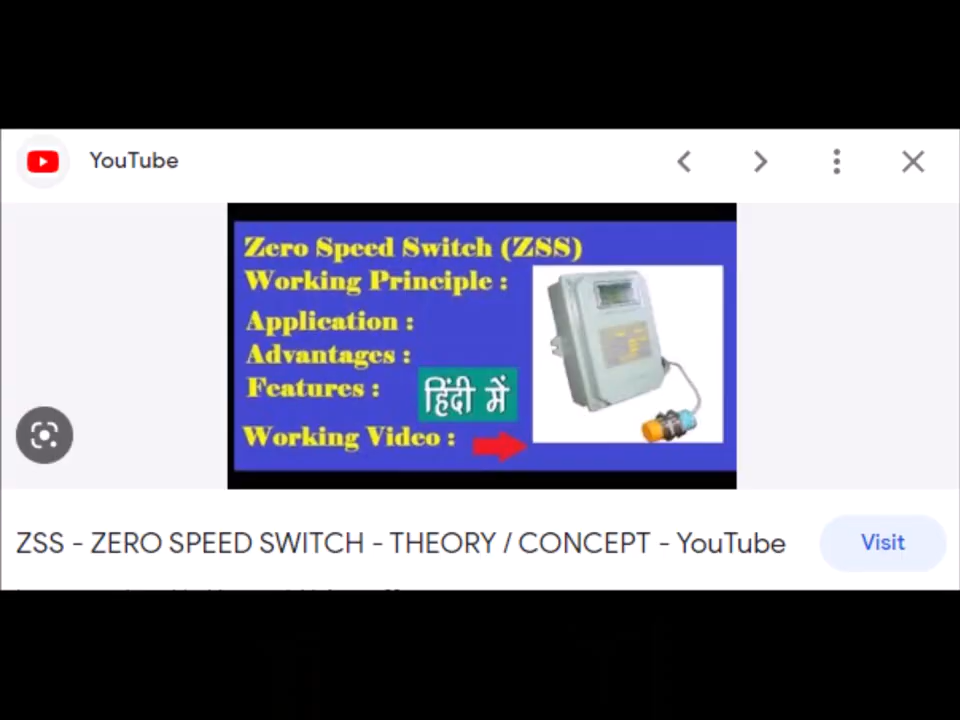 YouTube
Zero Speed Switch (ZSS)
Working Principle :
Application :
Advantages :
Features :
हिंदी में
Working Video :
ZSS - ZERO SPEED SWITCH - THEORY / CONCEPT - YouTube
Visit